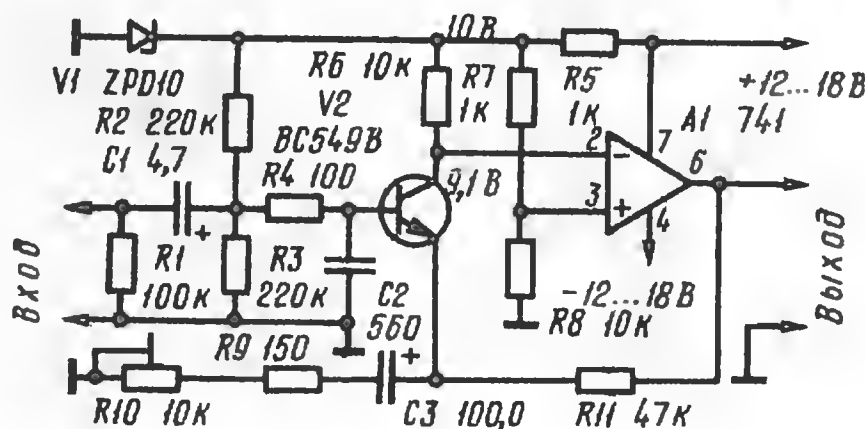 10 В
V1 ZPD10
R6 10к
R7
1к
R5
1к
+12...18В
R2 220к
V2
BC549B
A1
741
C1 4,7
R4 100
9,1 В
2
-
7
6
3
+
4
+
Вход
R1
100к
R3
220к
C2
560
-12...18В
R8 10к
Выход
R9 150
+
R10 10к
C3 100,0
R11 47к